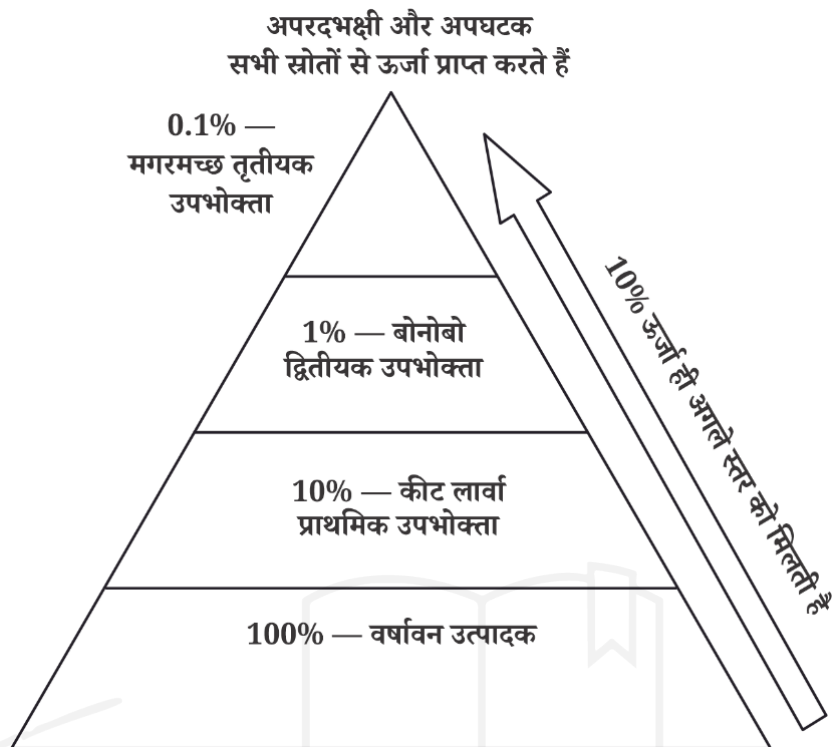 अपरदभक्षी और अपघटक
सभी स्रोतों से ऊर्जा प्राप्त करते हैं
0.1% —
मगरमच्छ तृतीयक
उपभोक्ता
1% — बोनोबो
द्वितीयक उपभोक्ता
10% — कीट लार्वा
प्राथमिक उपभोक्ता
100% — वर्षावन उत्पादक
10% ऊर्जा ही अगले स्तर को मिलती है